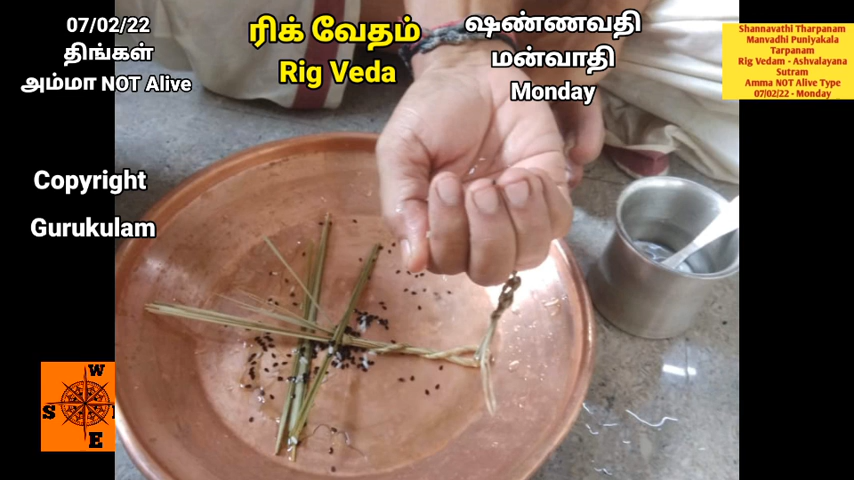 07/02/22
திங்கள்
அம்மா NOT Alive
ரிக் வேதம்
Rig Veda
ஷண்ணவதி
மன்வாதி
Monday
Shannavathi Tharpanam
Manvadhi Puniyakala
Tarpanam
Rig Vedam - Ashvalayana
Sutram
Amma NOT Alive Type
07/02/22 - Monday
Copyright
Gurukulam
W
S
E